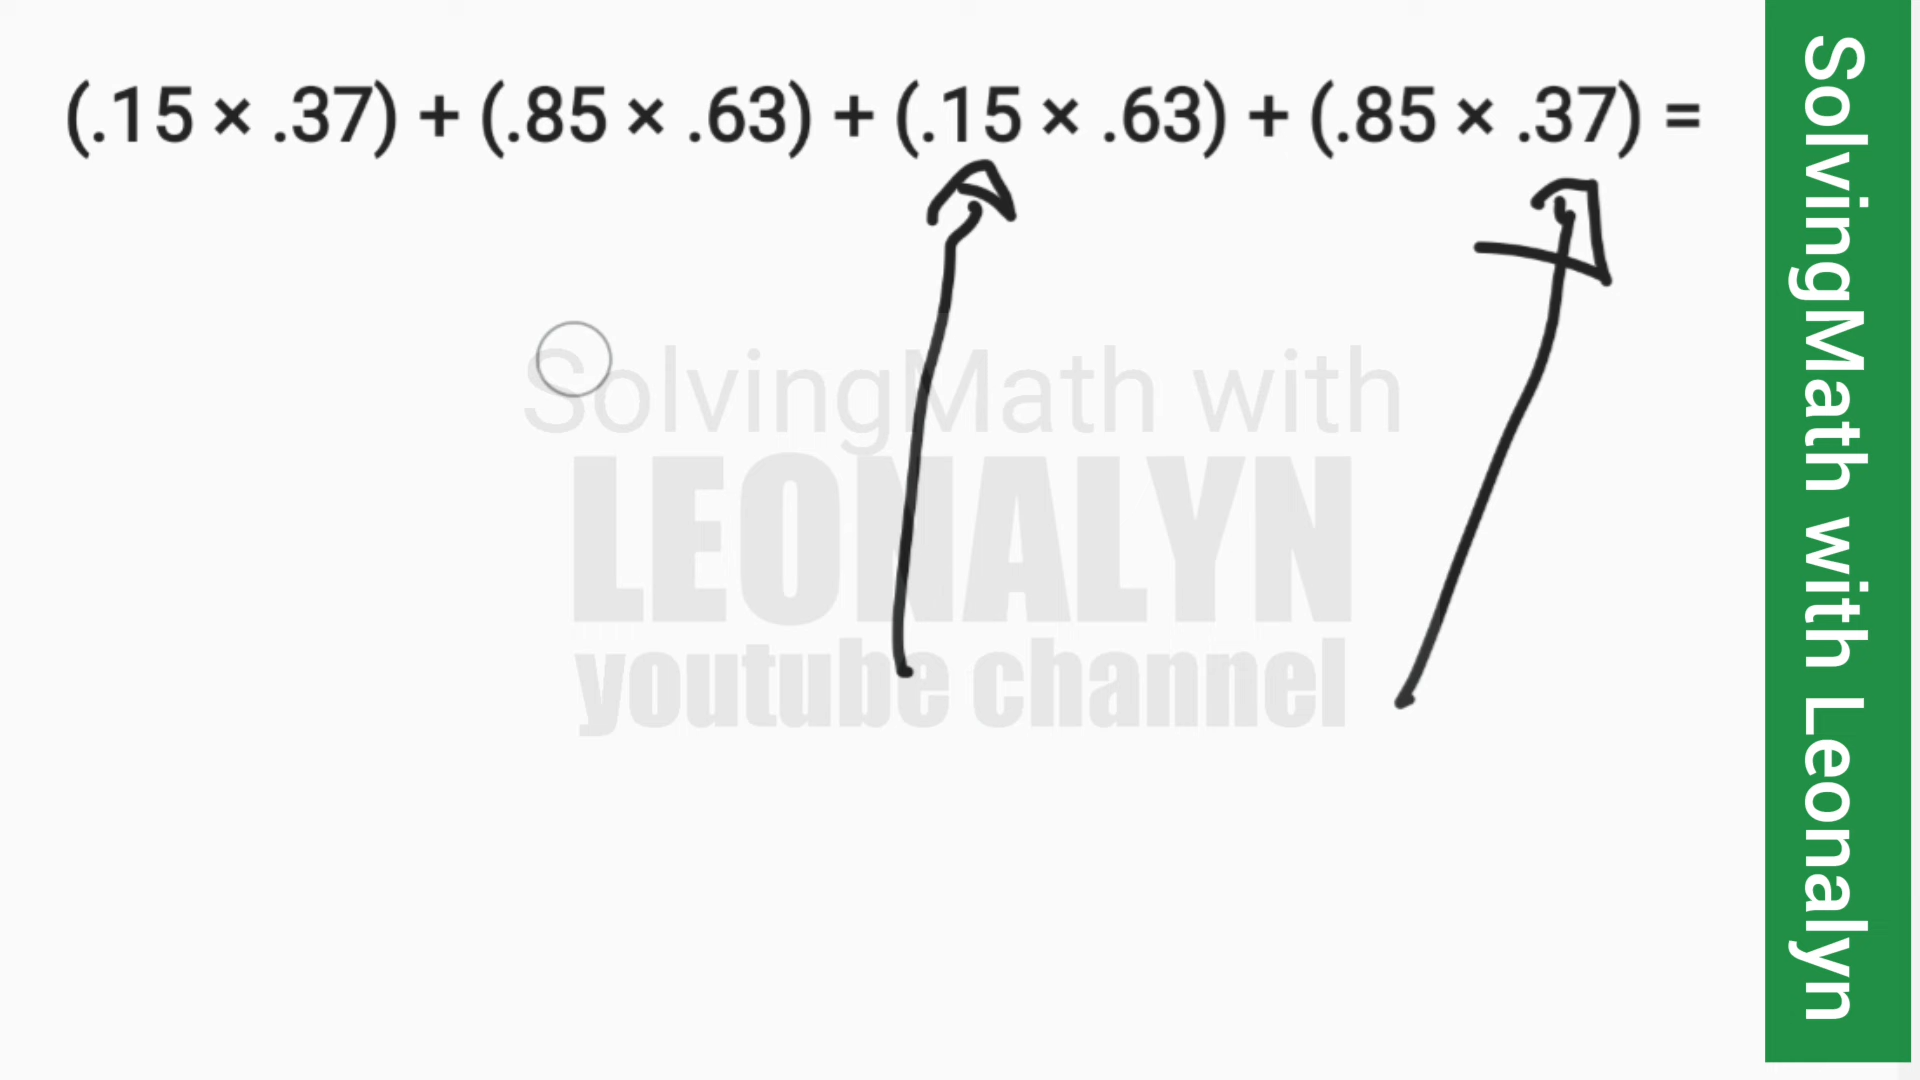 (.15 × .37) + (.85 × .63) + (.15 × .63) + (.85 × .37) =
SolvingMath with
LEONALYN
youtube channel
SolvingMath with Leonalyn